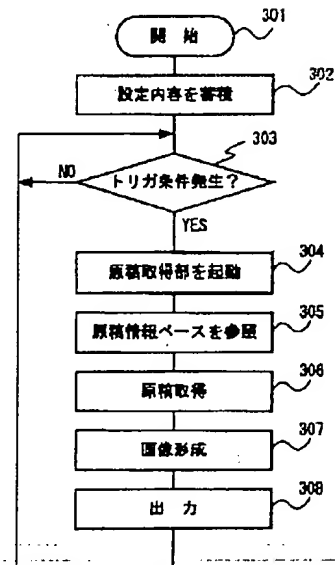 開始
301
設定内容を蓄積
302
トリガ条件発生?
303
NO
YES
原稿取得部を起動
304
原稿情報ベースを参照
305
原稿取得
306
画像形成
307
出力
308